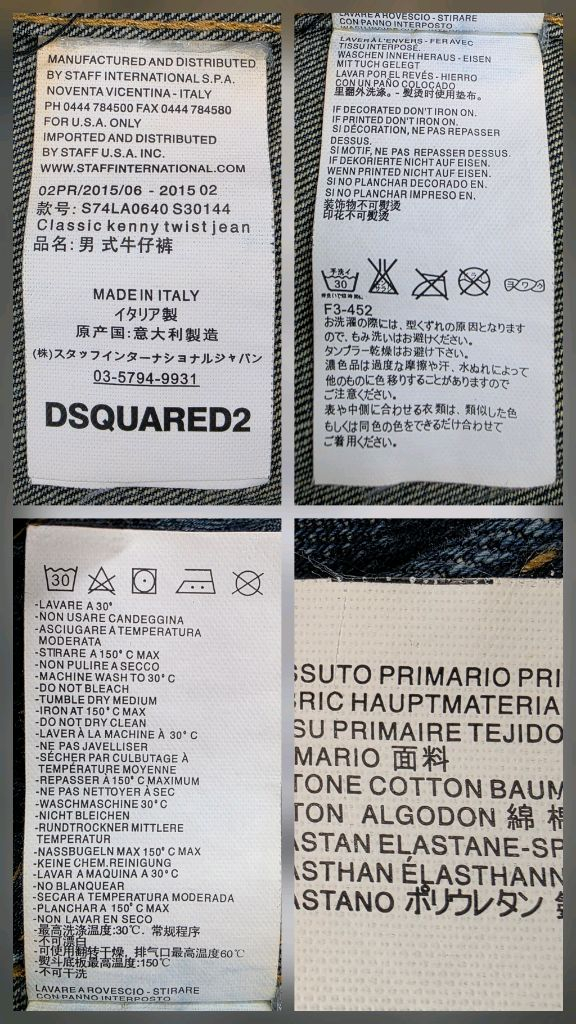 MANUFACTURED AND DISTRIBUTED
BY STAFF INTERNATIONAL S.P.A.
NOVENTA VICENTINA - ITALY
PH 0444 784500 FAX 0444 784580
FOR U.S.A. ONLY
IMPORTED AND DISTRIBUTED
BY STAFF U.S.A. INC.
WWW.STAFFINTERNATIONAL.COM
02PR/2015/06 - 2015 02
款号: S74LA0640 S30144
Classic kenny twist jean
品名: 男 式牛仔裤
MADE IN ITALY
イタリア製
原产国:意大利製造
(株)スタッフインターナショナルジャパン
03-5794-9931
DSQUARED2
LAVARE A ROVESCIO - STIRARE
CON PANNO INTERPOSTO
LAVER A L'ENVERS - FER AVEC
TISSU INTERPOSÉ.
WASCHEN INNEH HERAUS - EISEN
MIT TUCH GELEGT
LAVAR POR EL REVÉS - HIERRO
CON UN PAÑO COLOCADO
里翻外洗涤。- 熨烫时使用垫布。
IF DECORATED DON'T IRON ON.
IF PRINTED DON'T IRON ON.
SI DÉCORATION, NE PAS REPASSER
DESSUS.
SI MOTIF, NE PAS REPASSER DESSUS.
IF DEKORIERTE NICHT AUF EISEN.
WENN PRINTED NICHT AUF EISEN.
SI NO PLANCHAR DECORADO EN.
SI NO PLANCHAR IMPRESO EN.
装饰物不可熨烫
印花不可熨烫
手洗イ
30
ヨワク
F3-452
お洗濯の際には、型くずれの原因となります
ので、もみ洗いはお避けください。
タンブラー乾燥はお避け下さい。
濃色品は過度な摩擦や汗、水ぬれによって
他のものに色移りすることがありますので
ご注意ください。
表や中側に合わせる衣類は、類似した色
もしくは同色の色をできるだけ合わせて
ご着用ください。
30
-LAVARE A 30°
-NON USARE CANDEGGINA
-ASCIUGARE A TEMPERATURA
MODERATA
-STIRARE A 150°C MAX
-NON PULIRE A SECCO
-MACHINE WASH TO 30°C
-DO NOT BLEACH
-TUMBLE DRY MEDIUM
-IRON AT 150°C MAX
-DO NOT DRY CLEAN
-LAVER À LA MACHINE À 30°C
-NE PAS JAVELLISER
-SÉCHER PAR CULBUTAGE À
TEMPÉRATURE MOYENNE
-REPASSER À 150°C MAXIMUM
-NE PAS NETTOYER À SEC
-WASCHMASCHINE 30°C
-NICHT BLEICHEN
-RUNDTROCKNER MITTLERE
TEMPERATUR
-NASSBUGELN MAX 150°C MAX
-KEINE CHEM.REINIGUNG
-LAVAR A MAQUINA A 30°C
-NO BLANQUEAR
-SECAR A TEMPERATURA MODERADA
-PLANCHAR A 150°C MAX
-NON LAVAR EN SECO
-最高洗涤温度:30℃. 常规程序
-不可漂白
-可使用翻转干燥，排气口最高温度60℃
-熨斗底板最高温度:150℃
-不可干洗
LAVARE A ROVESCIO - STIRARE
CON PANNO INTERPOSTO
SSUTO PRIMARIO PRI
BRIC HAUPTMATERIA
SU PRIMAIRE TEJIDO
MARIO 面料
TONE COTTON BAUM
TON ALGODON 綿 棉
ASTAN ELASTANE-SP
ASTHAN ÉLASTHANN
ASTANO ポリウレタン